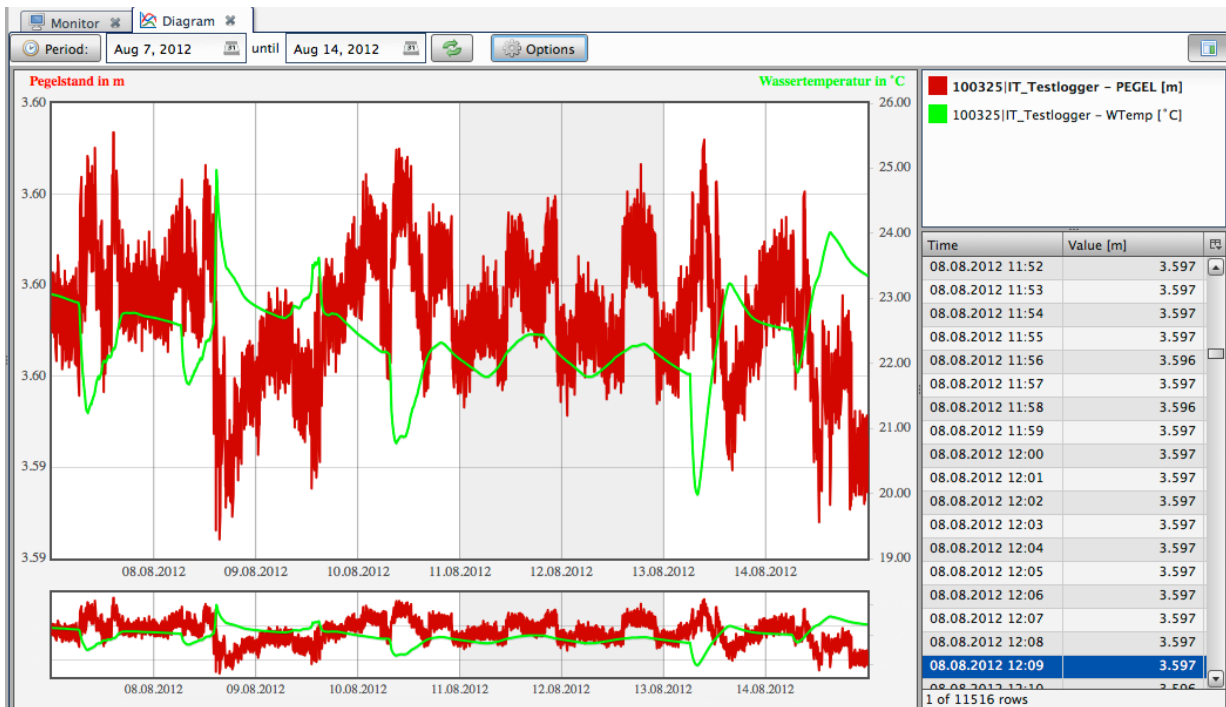 Monitor Diagram
Period: Aug 7, 2012 until Aug 14, 2012 Options
Pegelstand in m Wassertemperatur in °C
3.60
3.60
3.60
3.60
3.59
3.59
26.00
25.00
24.00
23.00
22.00
21.00
20.00
19.00
08.08.2012 09.08.2012 10.08.2012 11.08.2012 12.08.2012 13.08.2012 14.08.2012
08.08.2012 09.08.2012 10.08.2012 11.08.2012 12.08.2012 13.08.2012 14.08.2012
100325|IT_Testlogger - PEGEL [m]
100325|IT_Testlogger - WTemp [°C]
Time Value [m]
08.08.2012 11:52 3.597
08.08.2012 11:53 3.597
08.08.2012 11:54 3.597
08.08.2012 11:55 3.597
08.08.2012 11:56 3.596
08.08.2012 11:57 3.597
08.08.2012 11:58 3.596
08.08.2012 11:59 3.597
08.08.2012 12:00 3.597
08.08.2012 12:01 3.597
08.08.2012 12:02 3.597
08.08.2012 12:03 3.597
08.08.2012 12:04 3.597
08.08.2012 12:05 3.597
08.08.2012 12:06 3.597
08.08.2012 12:07 3.597
08.08.2012 12:08 3.597
08.08.2012 12:09 3.597
08.08.2012 12:10 3.596
1 of 11516 rows